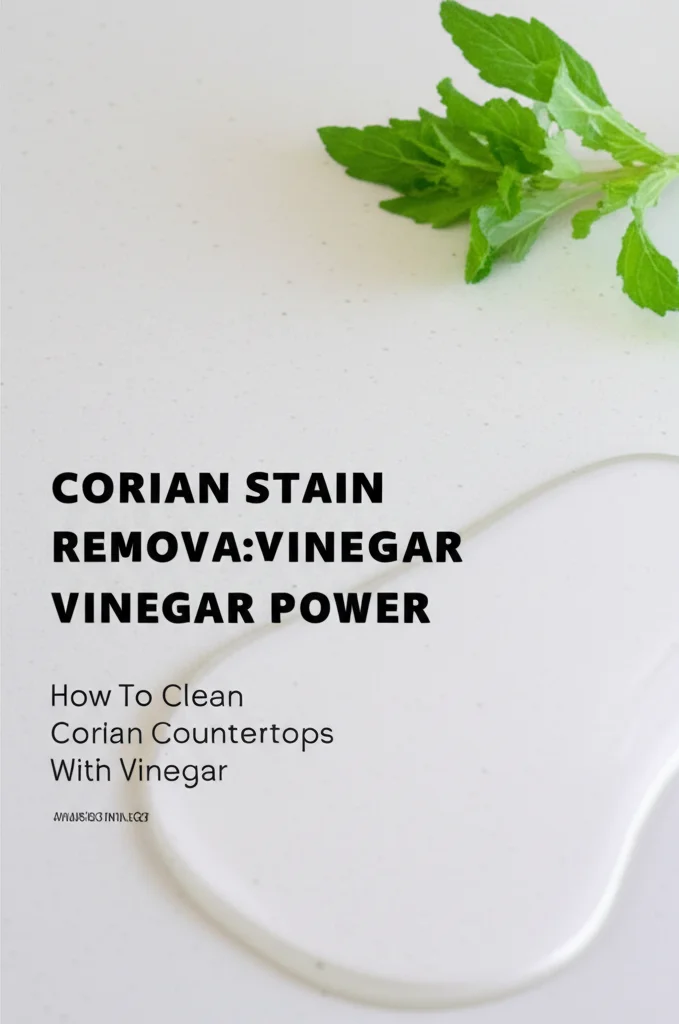 CORIAN STAIN
REMOVA:VINEGAR
VINEGAR POWER
How To Clean
Corian Countertops
With Vinegar